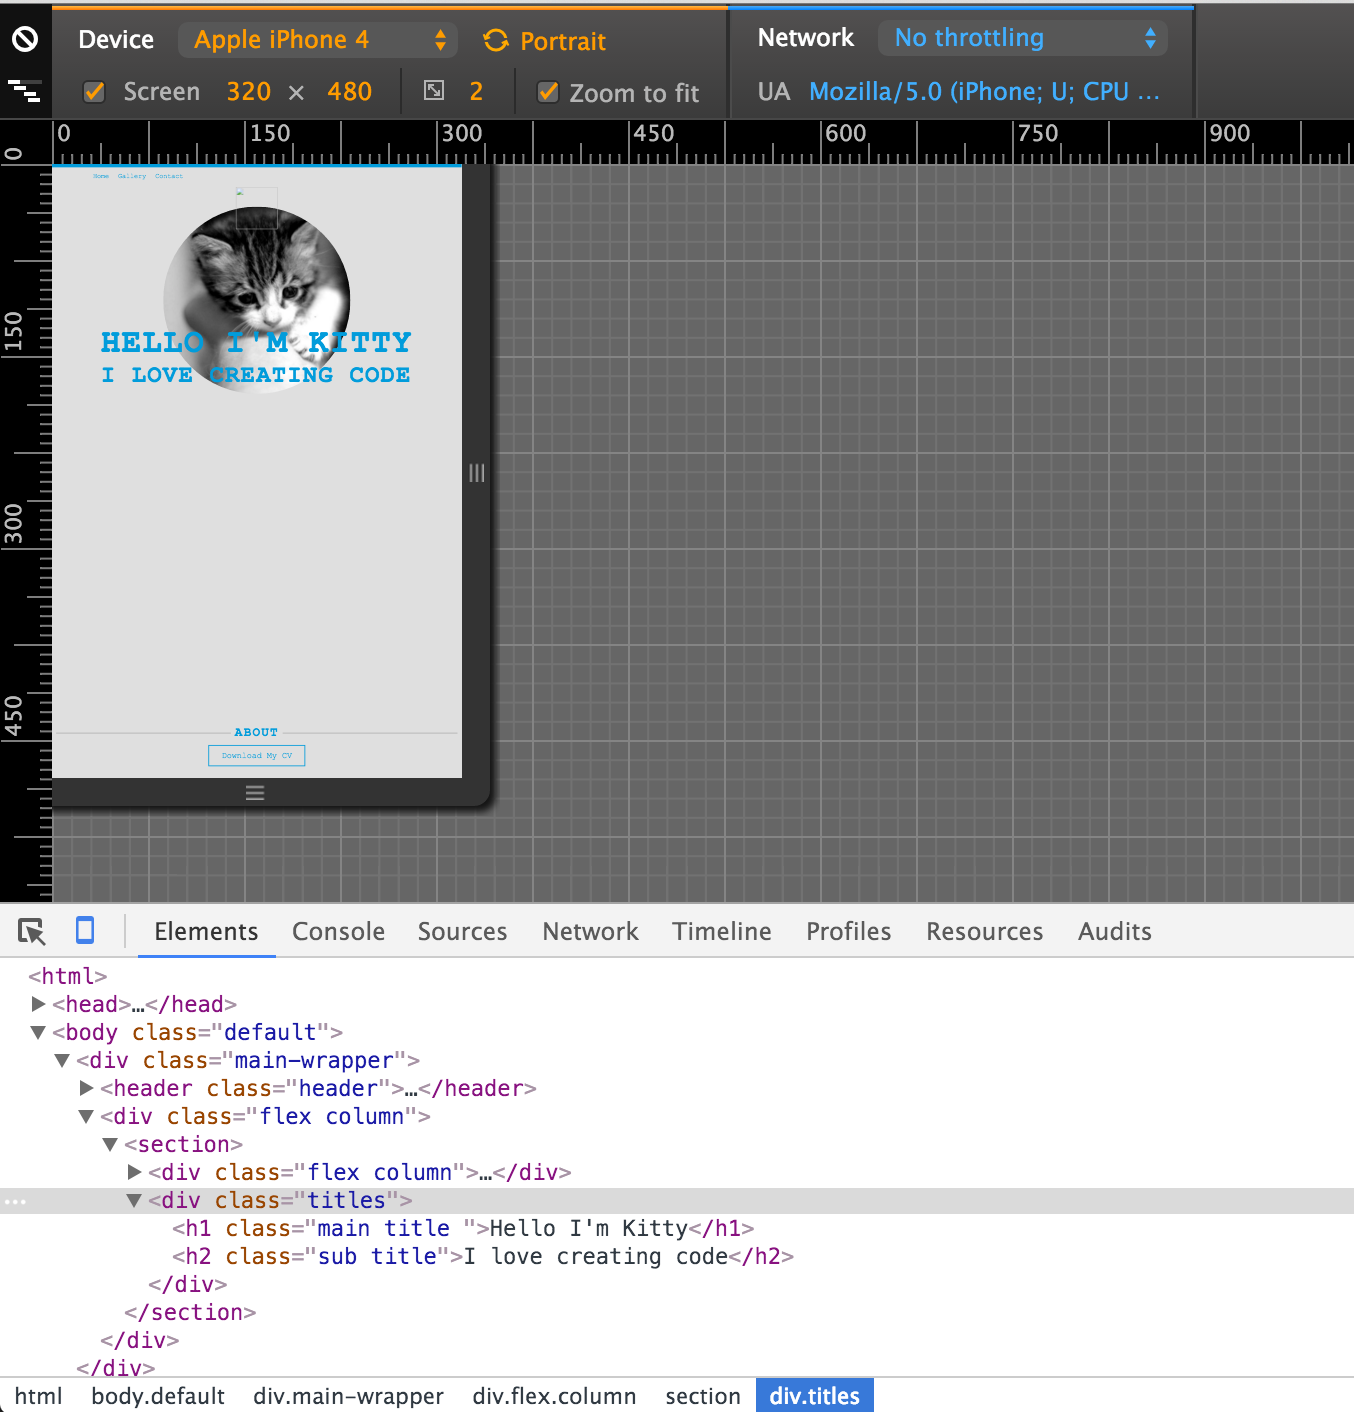 Device Apple iPhone 4 Portrait Network No throttling
Screen 320 × 480 2 Zoom to fit UA Mozilla/5.0 (iPhone; U; CPU ...
0 150 300 450 600 750 900
0
150
300
450
Home Gallery Contact
HELLO I'M KITTY
I LOVE CREATING CODE
ABOUT
Download My CV
Elements Console Sources Network Timeline Profiles Resources Audits
<html>
<head>…</head>
<body class="default">
<div class="main-wrapper">
<header class="header">…</header>
<div class="flex column">
<section>
<div class="flex column">…</div>
<div class="titles">
<h1 class="main title ">Hello I'm Kitty</h1>
<h2 class="sub title">I love creating code</h2>
</div>
</section>
</div>
</div>
html body.default div.main-wrapper div.flex.column section div.titles